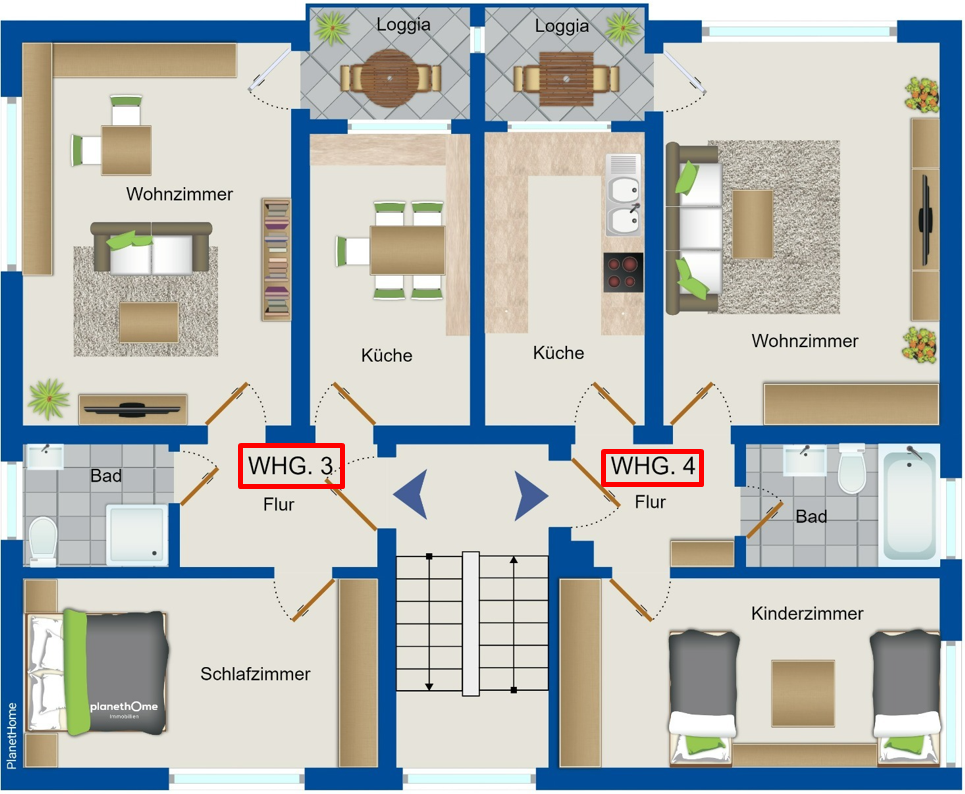 Loggia
Loggia
Wohnzimmer
Küche
Küche
Wohnzimmer
WHG. 3
WHG. 4
Bad
Flur
Flur
Bad
Kinderzimmer
Schlafzimmer
planethome
Immobilien
PlanetHome